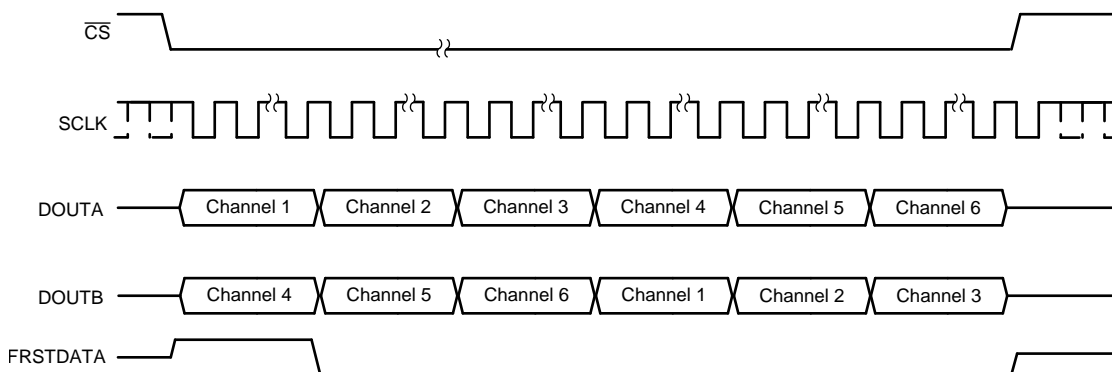 CS
SCLK
DOUTA
Channel 1 Channel 2 Channel 3 Channel 4 Channel 5 Channel 6
DOUTB
Channel 4 Channel 5 Channel 6 Channel 1 Channel 2 Channel 3
FRSTDATA